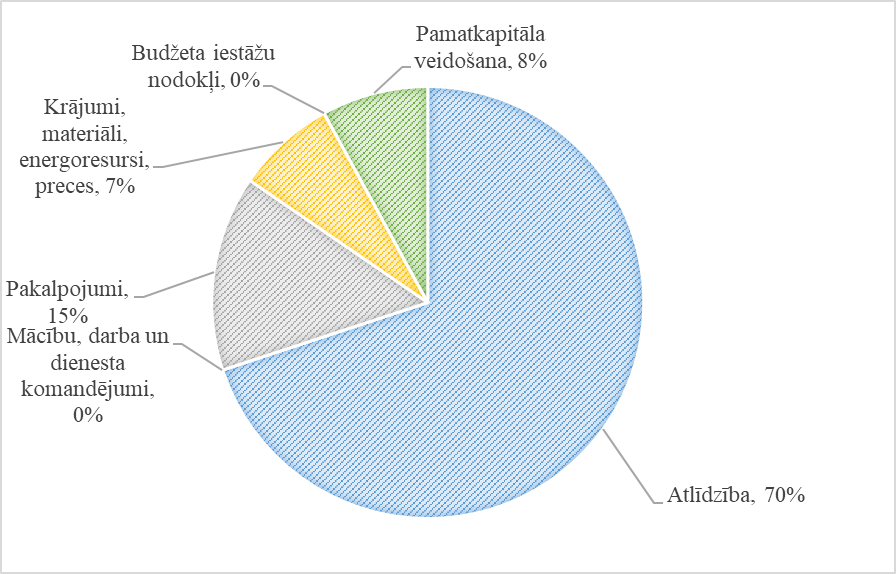 Pamatkapitāla
veidošana, 8%
Budžeta iestāžu
nodokļi, 0%
Krājumi,
materiāli,
energoresursi,
preces, 7%
Pakalpojumi,
15%
Mācību, darba un
dienesta
komandējumi,
0%
Atlīdzība, 70%